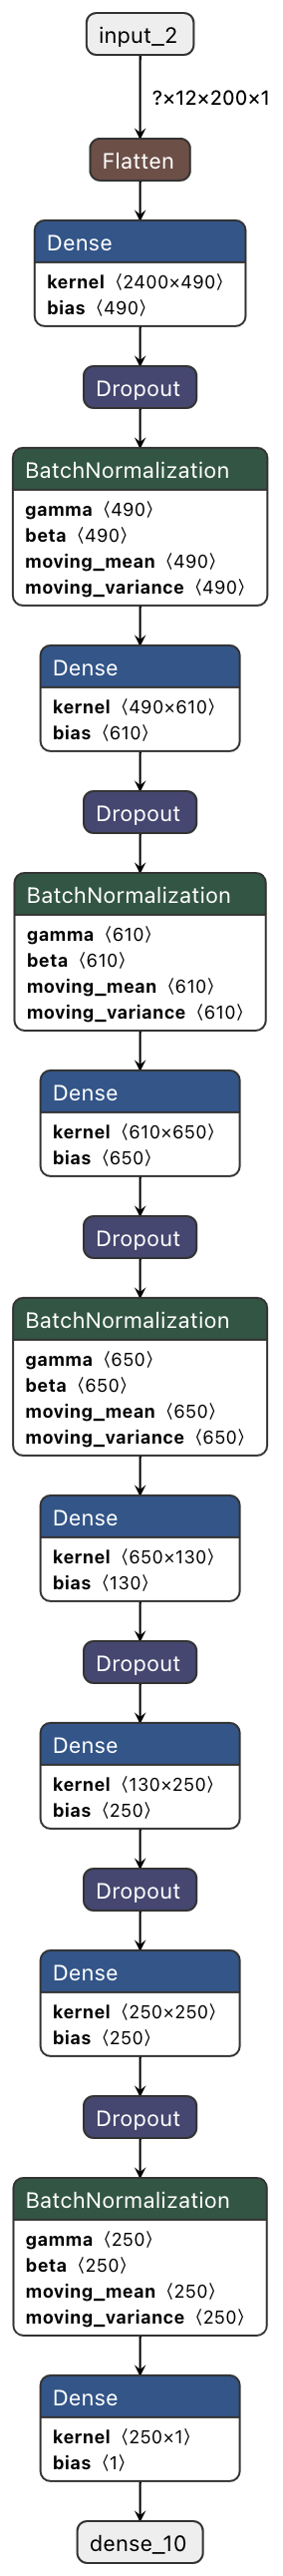 input_2
?×12×200×1
Flatten
Dense
kernel ⟨2400×490⟩
bias ⟨490⟩
Dropout
BatchNormalization
gamma ⟨490⟩
beta ⟨490⟩
moving_mean ⟨490⟩
moving_variance ⟨490⟩
Dense
kernel ⟨490×610⟩
bias ⟨610⟩
Dropout
BatchNormalization
gamma ⟨610⟩
beta ⟨610⟩
moving_mean ⟨610⟩
moving_variance ⟨610⟩
Dense
kernel ⟨610×650⟩
bias ⟨650⟩
Dropout
BatchNormalization
gamma ⟨650⟩
beta ⟨650⟩
moving_mean ⟨650⟩
moving_variance ⟨650⟩
Dense
kernel ⟨650×130⟩
bias ⟨130⟩
Dropout
Dense
kernel ⟨130×250⟩
bias ⟨250⟩
Dropout
Dense
kernel ⟨250×250⟩
bias ⟨250⟩
Dropout
BatchNormalization
gamma ⟨250⟩
beta ⟨250⟩
moving_mean ⟨250⟩
moving_variance ⟨250⟩
Dense
kernel ⟨250×1⟩
bias ⟨1⟩
dense_10